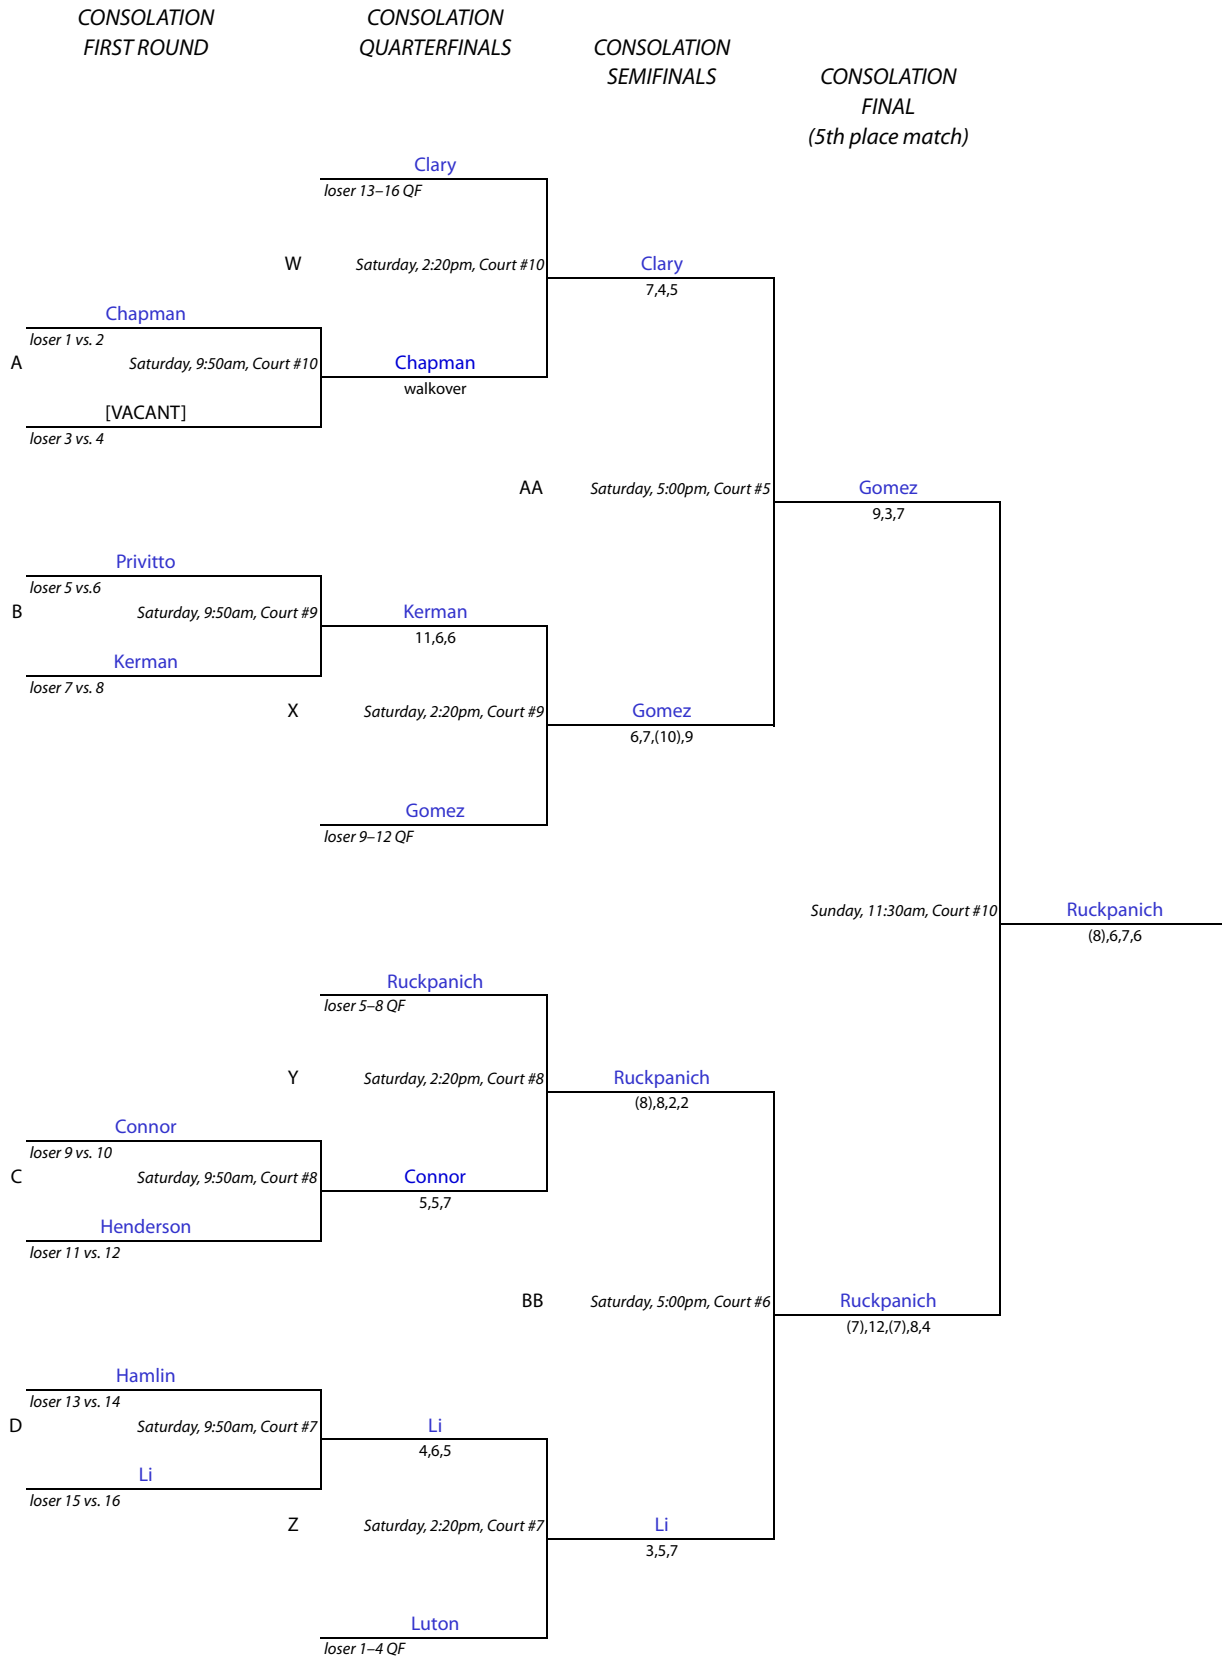 CONSOLATION
FIRST ROUND
CONSOLATION
QUARTERFINALS
CONSOLATION
SEMIFINALS
CONSOLATION
FINAL
(5th place match)
Clary
loser 13–16 QF
W
Saturday, 2:20pm, Court #10
Clary
7,4,5
Chapman
loser 1 vs. 2
A
Saturday, 9:50am, Court #10
Chapman
walkover
[VACANT]
loser 3 vs. 4
AA
Saturday, 5:00pm, Court #5
Gomez
9,3,7
Privitto
loser 5 vs.6
B
Saturday, 9:50am, Court #9
Kerman
11,6,6
Kerman
loser 7 vs. 8
X
Saturday, 2:20pm, Court #9
Gomez
6,7,(10),9
Gomez
loser 9–12 QF
Sunday, 11:30am, Court #10
Ruckpanich
(8),6,7,6
Ruckpanich
loser 5–8 QF
Y
Saturday, 2:20pm, Court #8
Ruckpanich
(8),8,2,2
Connor
loser 9 vs. 10
C
Saturday, 9:50am, Court #8
Connor
5,5,7
Henderson
loser 11 vs. 12
BB
Saturday, 5:00pm, Court #6
Ruckpanich
(7),12,(7),8,4
Hamlin
loser 13 vs. 14
D
Saturday, 9:50am, Court #7
Li
4,6,5
Li
loser 15 vs. 16
Z
Saturday, 2:20pm, Court #7
Li
3,5,7
Luton
loser 1–4 QF